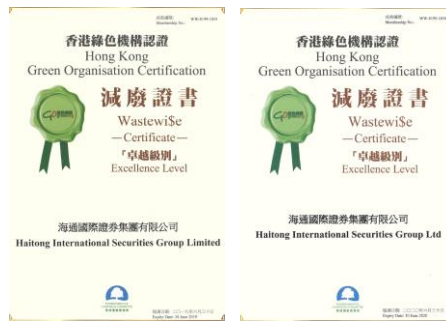 香港綠色機構認證
Hong Kong
Green Organisation Certification
減廢證書
Wastewi$e
—Certificate—
「卓越級別」
Excellence Level
海通國際證券集團有限公司
Haitong International Securities Group Limited
香港綠色機構認證
Hong Kong
Green Organisation Certification
減廢證書
Wastewi$e
—Certificate—
「卓越級別」
Excellence Level
海通國際證券集團有限公司
Haitong International Securities Group Ltd